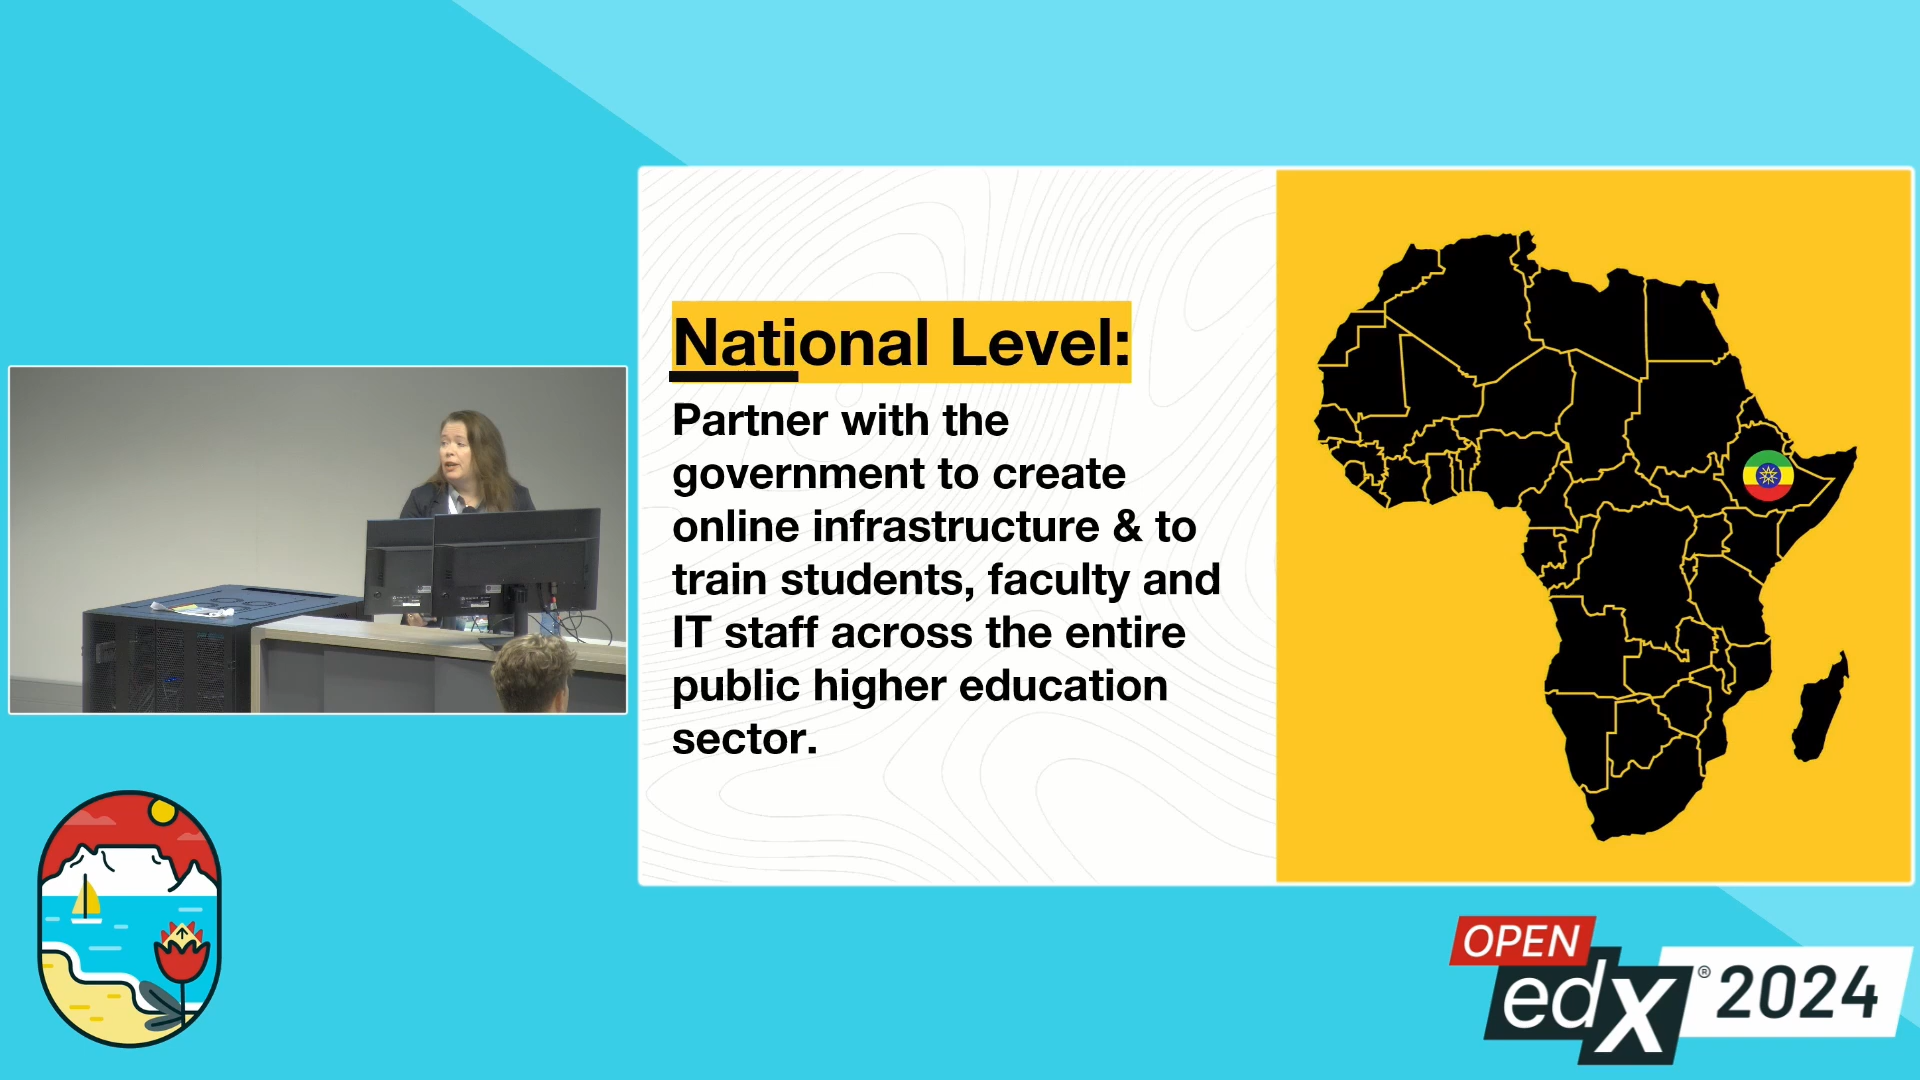 National Level:
Partner with the
government to create
online infrastructure & to
train students, faculty and
IT staff across the entire
public higher education
sector.
OPEN
edX® 2024